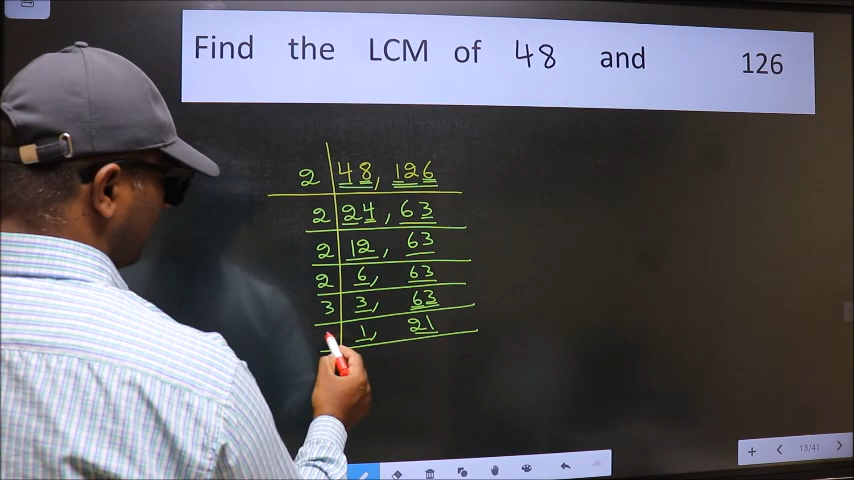 Find the LCM of 48 and 126
2 48, 126
2 24, 63
2 12, 63
2 6, 63
3 3, 63
1, 21
13/41